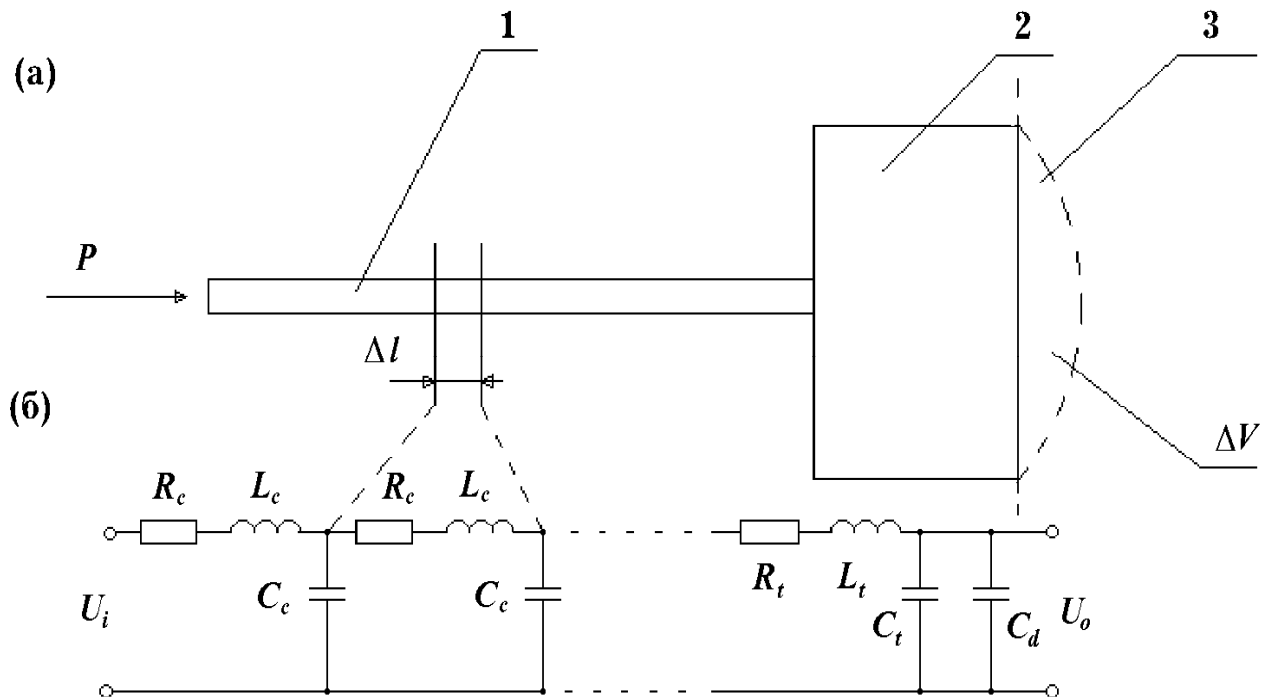 1
2
3
(а)
P
Δl
(б)
ΔV
R_c L_c R_c L_c
R_t L_t
U_i C_c C_c C_t C_d U_o